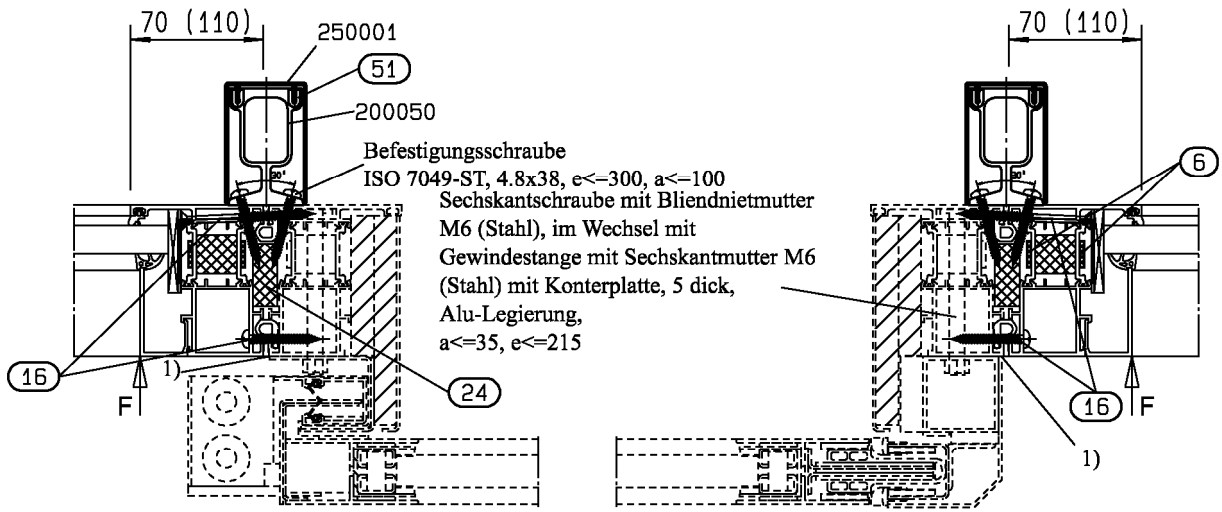 70 (110)
70 (110)
250001
51
200050
Befestigungsschraube
ISO 7049-ST, 4.8x38, e<=300, a<=100
30°
30°
6
Sechskantschraube mit Bliendnietmutter
M6 (Stahl), im Wechsel mit
Gewindestange mit Sechskantmutter M6
(Stahl) mit Konterplatte, 5 dick,
Alu-Legierung,
a<=35, e<=215
16
1)
24
16
F
F
1)